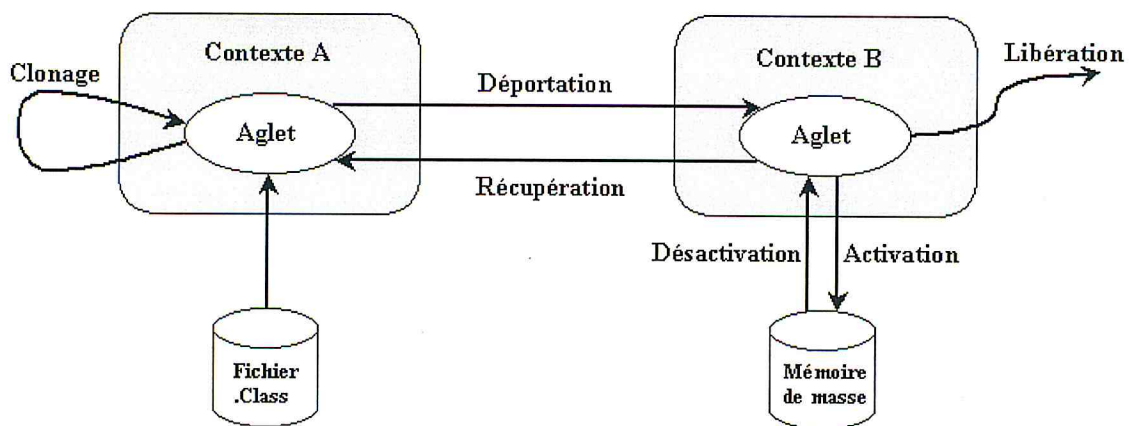 Contexte A
Contexte B
Libération
Clonage
Déportation
Aglet
Aglet
Récupération
Désactivation
Activation
Fichier
.Class
Mémoire
de masse